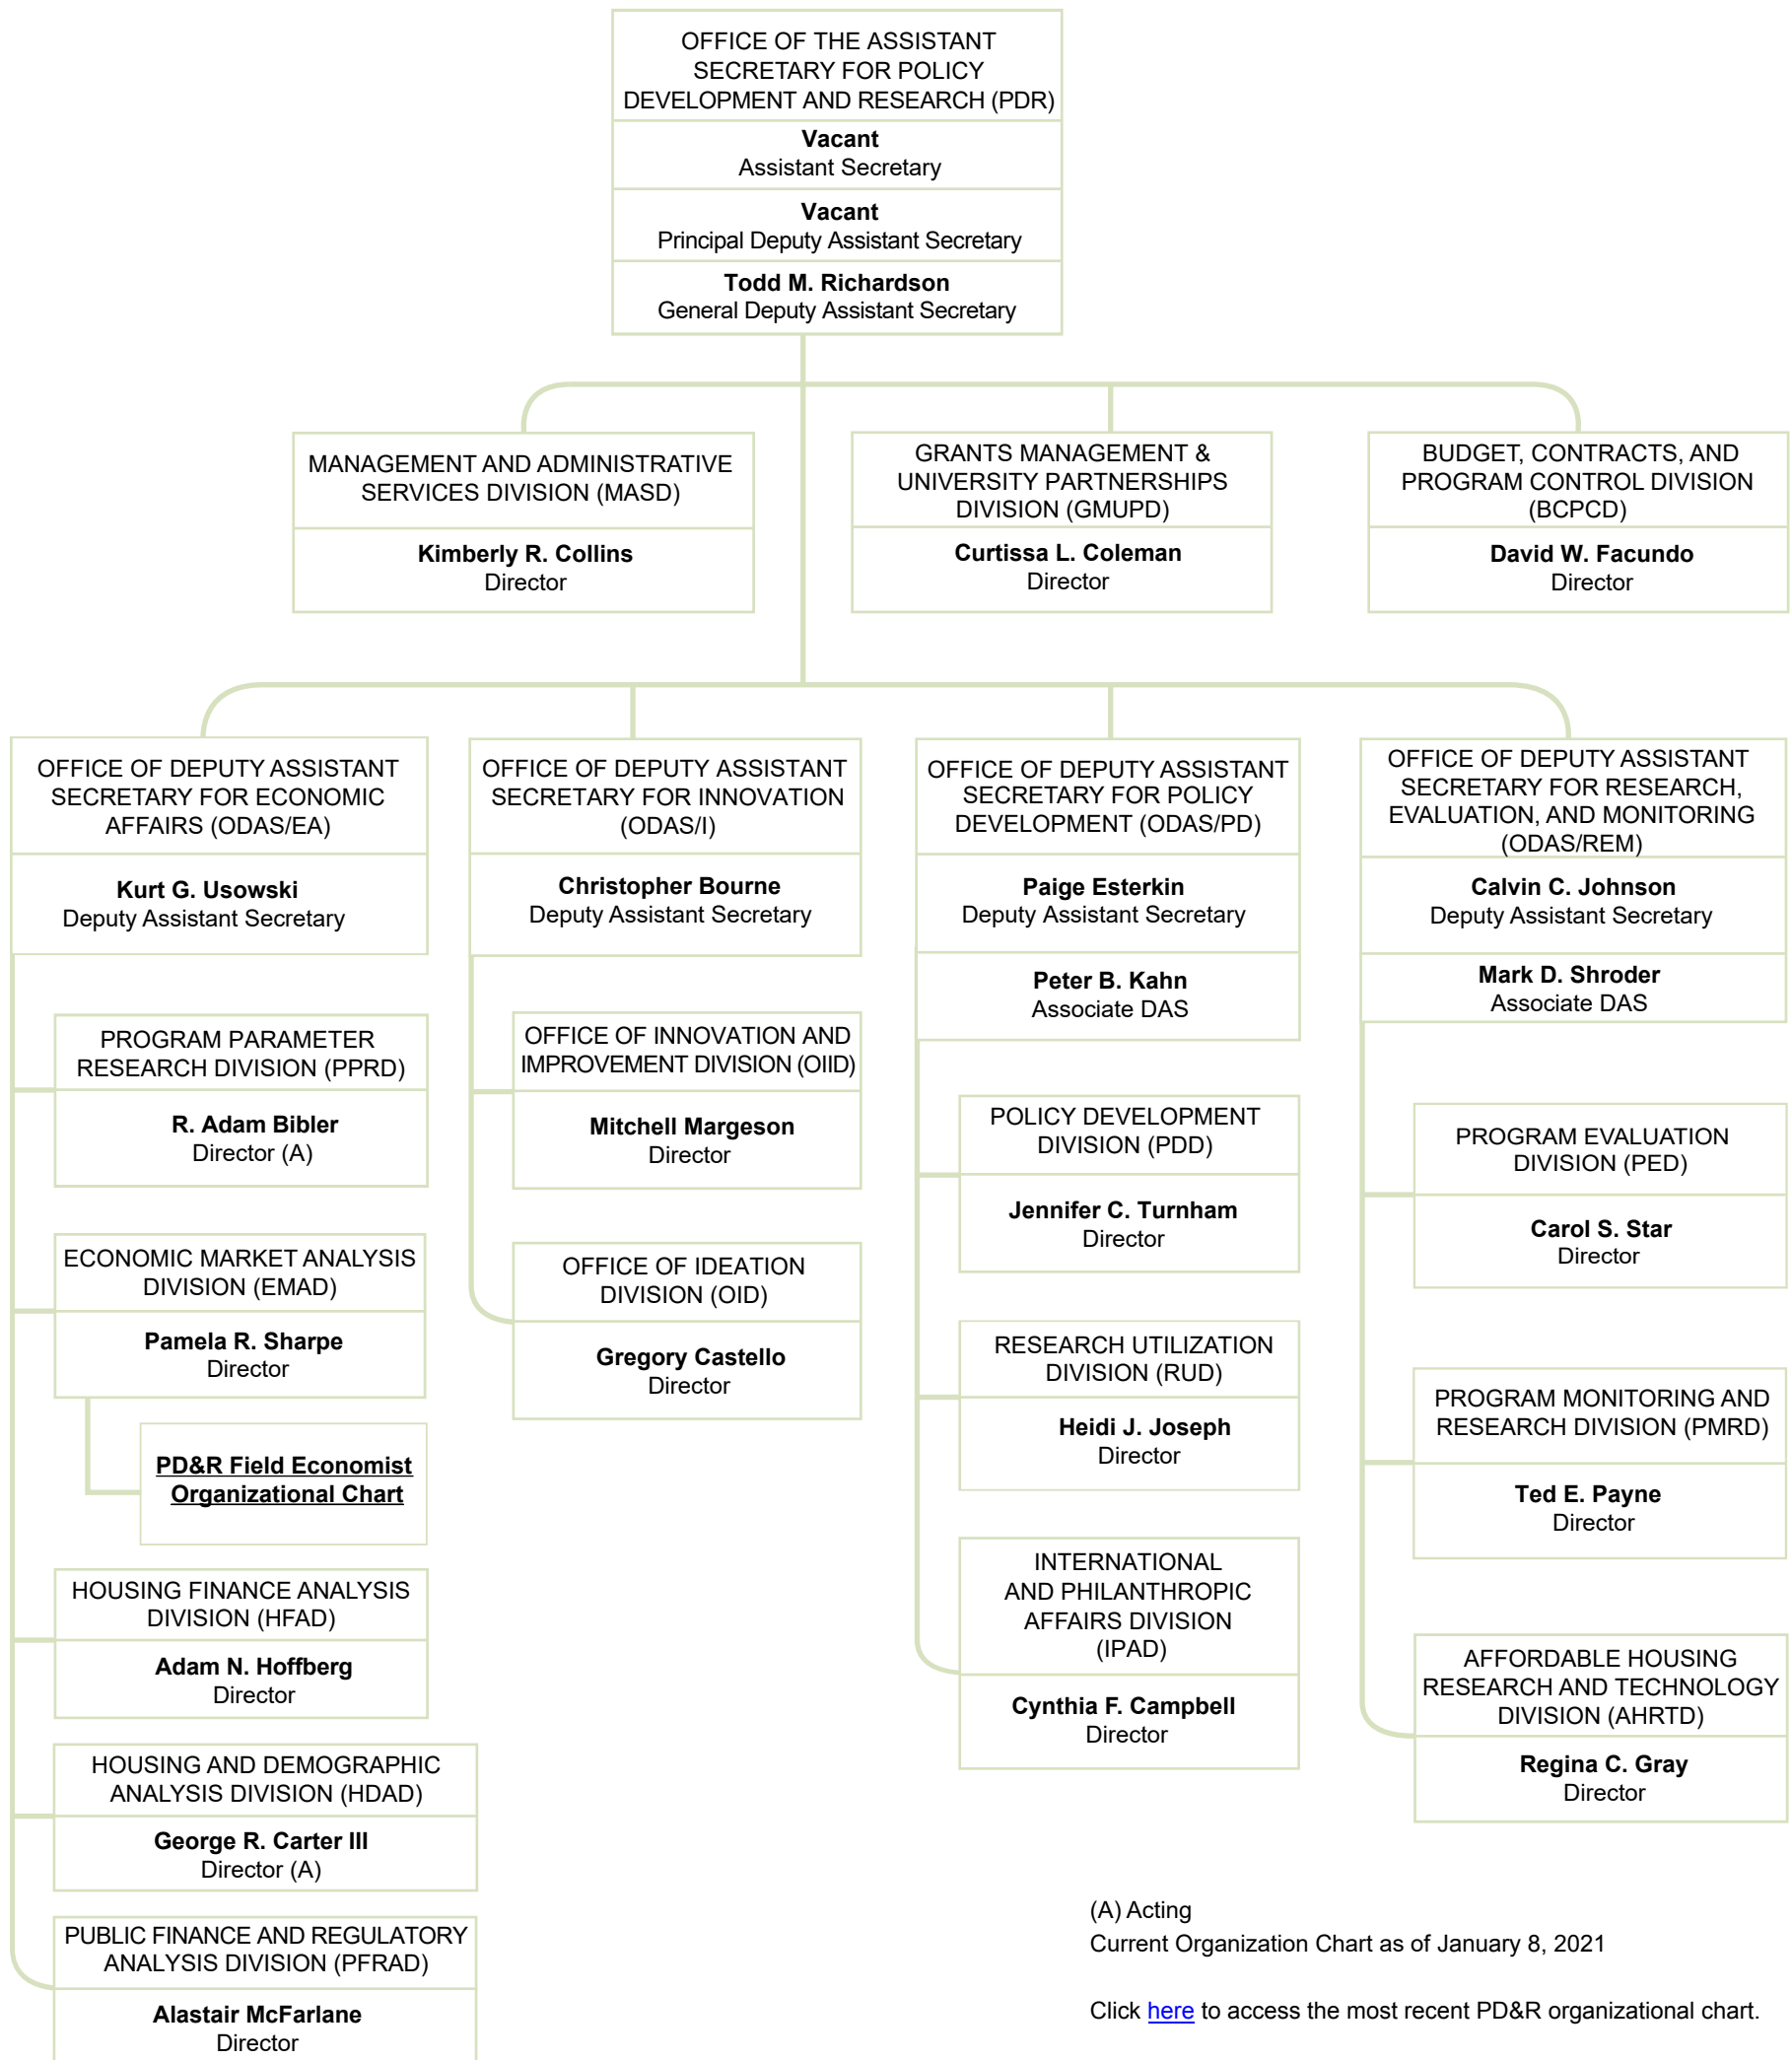 OFFICE OF THE ASSISTANT
SECRETARY FOR POLICY
DEVELOPMENT AND RESEARCH (PDR)
Vacant
Assistant Secretary
Vacant
Principal Deputy Assistant Secretary
Todd M. Richardson
General Deputy Assistant Secretary
MANAGEMENT AND ADMINISTRATIVE
SERVICES DIVISION (MASD)
Kimberly R. Collins
Director
GRANTS MANAGEMENT &
UNIVERSITY PARTNERSHIPS
DIVISION (GMUPD)
Curtissa L. Coleman
Director
BUDGET, CONTRACTS, AND
PROGRAM CONTROL DIVISION
(BCPCD)
David W. Facundo
Director
OFFICE OF DEPUTY ASSISTANT
SECRETARY FOR ECONOMIC
AFFAIRS (ODAS/EA)
Kurt G. Usowski
Deputy Assistant Secretary
PROGRAM PARAMETER
RESEARCH DIVISION (PPRD)
R. Adam Bibler
Director (A)
ECONOMIC MARKET ANALYSIS
DIVISION (EMAD)
Pamela R. Sharpe
Director
PD&R Field Economist
Organizational Chart
HOUSING FINANCE ANALYSIS
DIVISION (HFAD)
Adam N. Hoffberg
Director
HOUSING AND DEMOGRAPHIC
ANALYSIS DIVISION (HDAD)
George R. Carter III
Director (A)
PUBLIC FINANCE AND REGULATORY
ANALYSIS DIVISION (PFRAD)
Alastair McFarlane
Director
OFFICE OF DEPUTY ASSISTANT
SECRETARY FOR INNOVATION
(ODAS/I)
Christopher Bourne
Deputy Assistant Secretary
OFFICE OF INNOVATION AND
IMPROVEMENT DIVISION (OIID)
Mitchell Margeson
Director
OFFICE OF IDEATION
DIVISION (OID)
Gregory Castello
Director
OFFICE OF DEPUTY ASSISTANT
SECRETARY FOR POLICY
DEVELOPMENT (ODAS/PD)
Paige Esterkin
Deputy Assistant Secretary
Peter B. Kahn
Associate DAS
POLICY DEVELOPMENT
DIVISION (PDD)
Jennifer C. Turnham
Director
RESEARCH UTILIZATION
DIVISION (RUD)
Heidi J. Joseph
Director
INTERNATIONAL
AND PHILANTHROPIC
AFFAIRS DIVISION
(IPAD)
Cynthia F. Campbell
Director
OFFICE OF DEPUTY ASSISTANT
SECRETARY FOR RESEARCH,
EVALUATION, AND MONITORING
(ODAS/REM)
Calvin C. Johnson
Deputy Assistant Secretary
Mark D. Shroder
Associate DAS
PROGRAM EVALUATION
DIVISION (PED)
Carol S. Star
Director
PROGRAM MONITORING AND
RESEARCH DIVISION (PMRD)
Ted E. Payne
Director
AFFORDABLE HOUSING
RESEARCH AND TECHNOLOGY
DIVISION (AHRTD)
Regina C. Gray
Director
(A) Acting
Current Organization Chart as of January 8, 2021
Click here to access the most recent PD&R organizational chart.